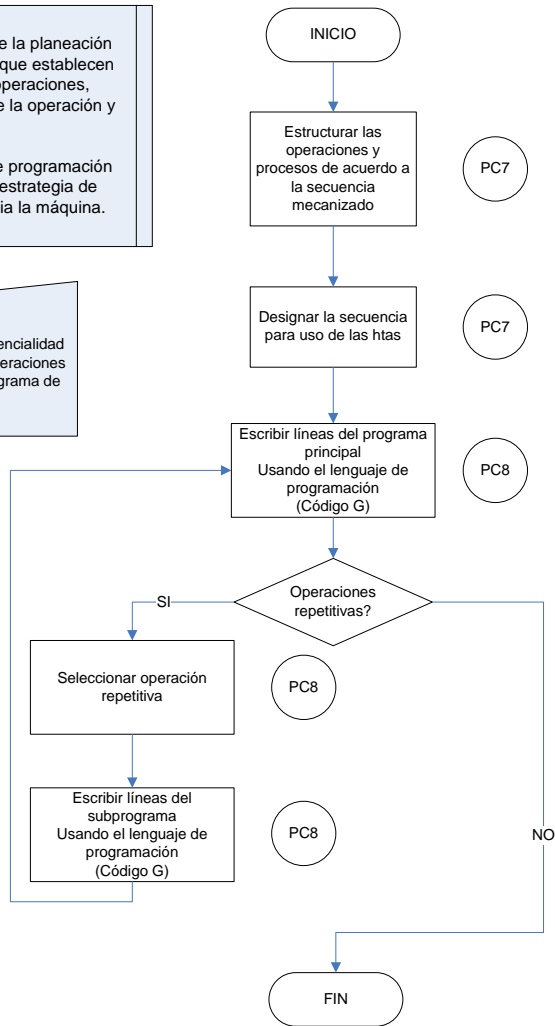 e la planeación
que establecen
operaciones,
e la operación y
e programación
estrategia de
ia la máquina.
encialidad
eraciones
grama de
INICIO
Estructurar las
operaciones y
procesos de acuerdo a
la secuencia
mecanizado
PC7
Designar la secuencia
para uso de las htas
PC7
Escribir líneas del programa
principal
Usando el lenguaje de
programación
(Código G)
PC8
Operaciones
repetitivas?
SI
Seleccionar operación
repetitiva
PC8
Escribir líneas del
subprograma
Usando el lenguaje de
programación
(Código G)
PC8
NO
FIN